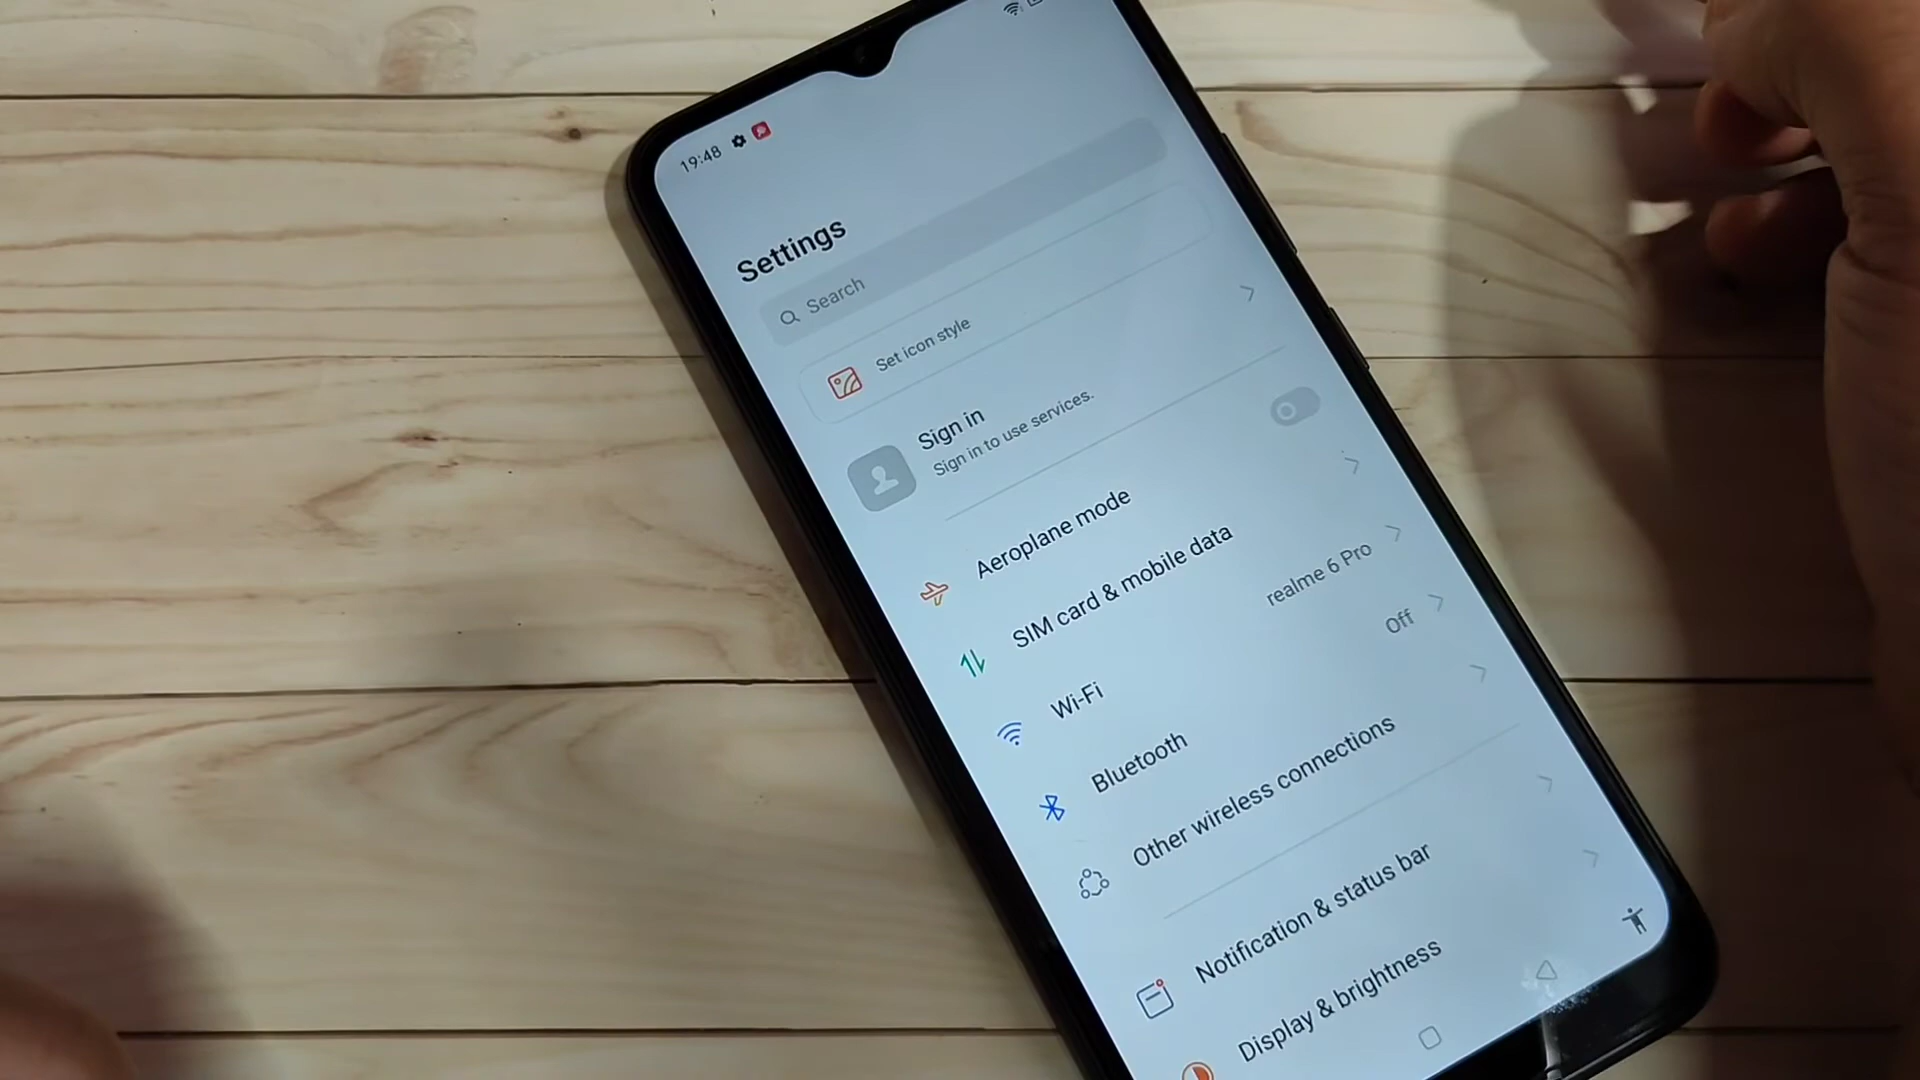 19:48
Settings
Search
Set icon style
Sign in
Sign in to use services.
Aeroplane mode
SIM card & mobile data
Wi-Fi realme 6 Pro
Bluetooth Off
Other wireless connections
Notification & status bar
Display & brightness